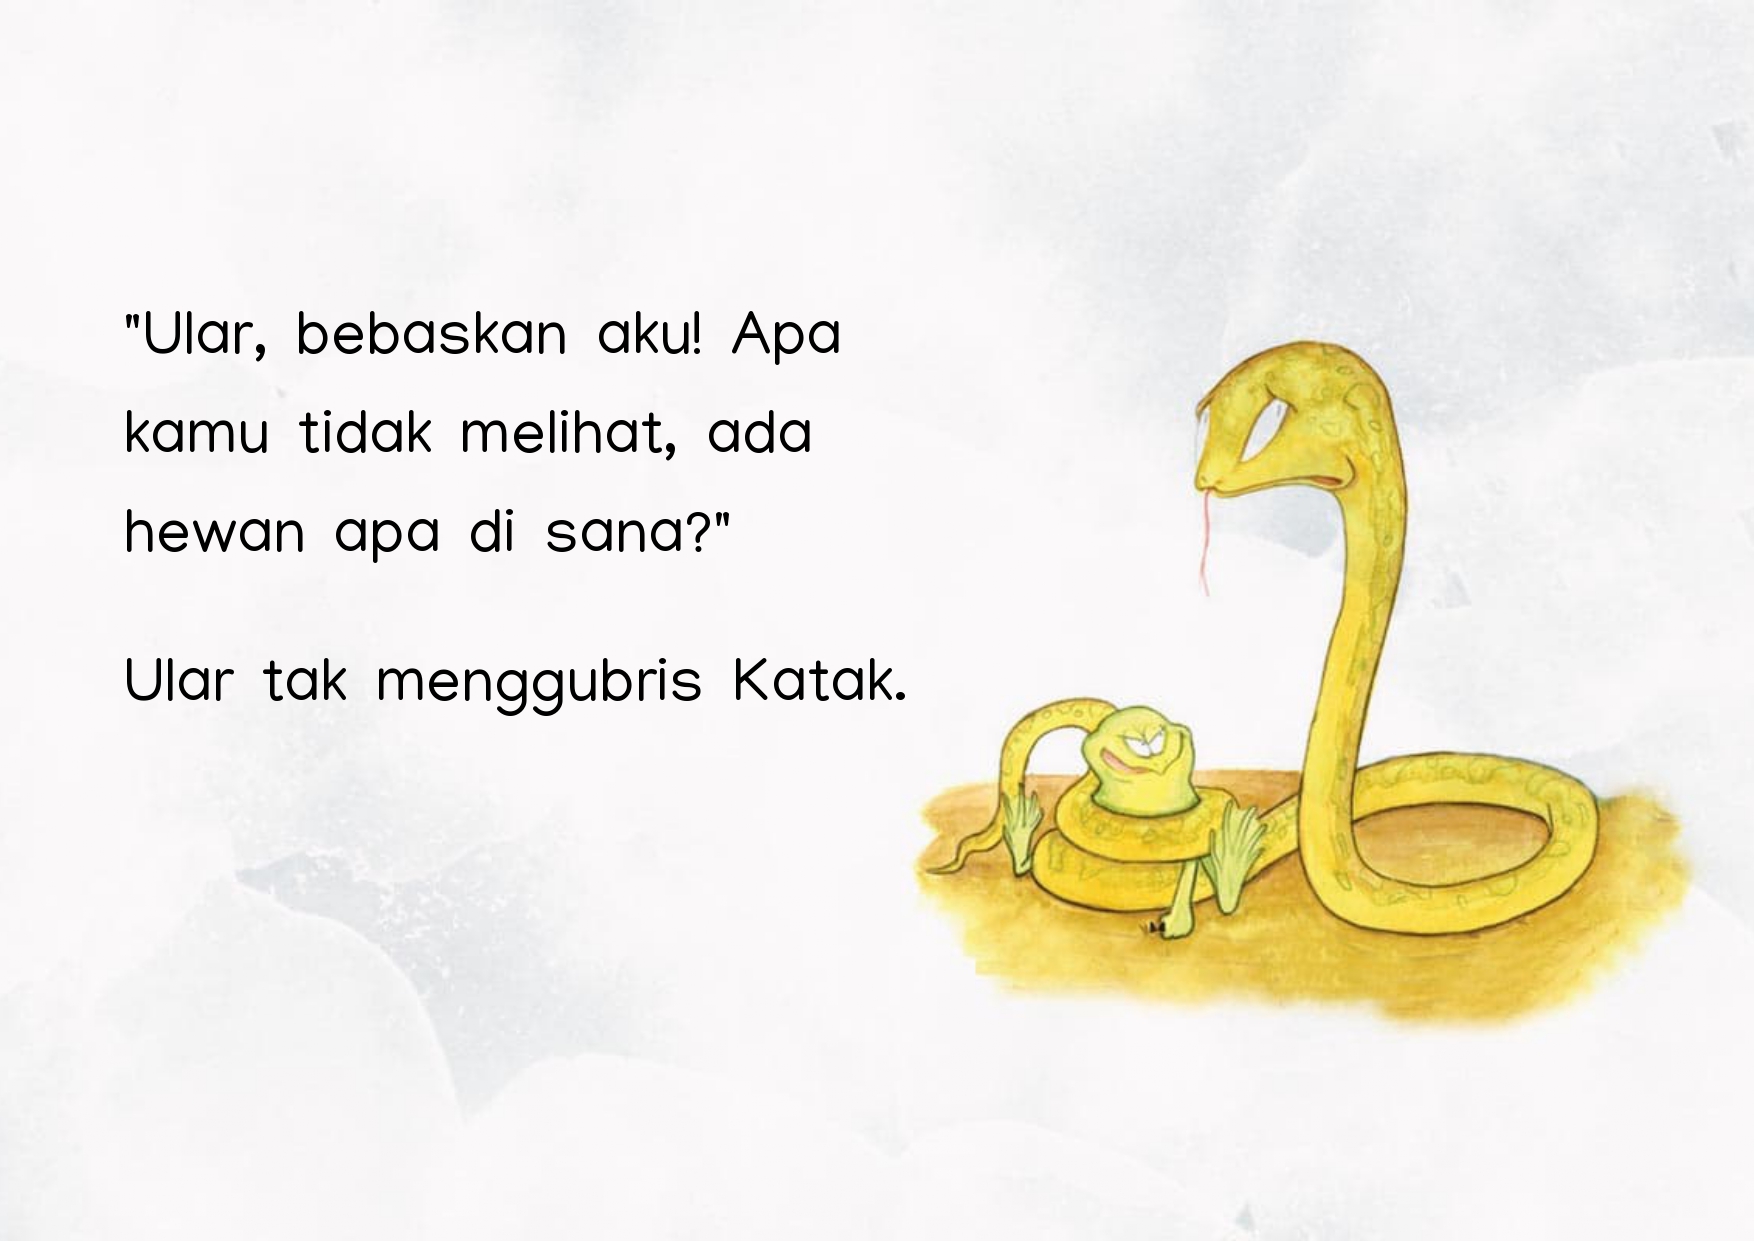 "Ular, bebaskan aku! Apa
kamu tidak melihat, ada
hewan apa di sana?"
Ular tak menggubris Katak.